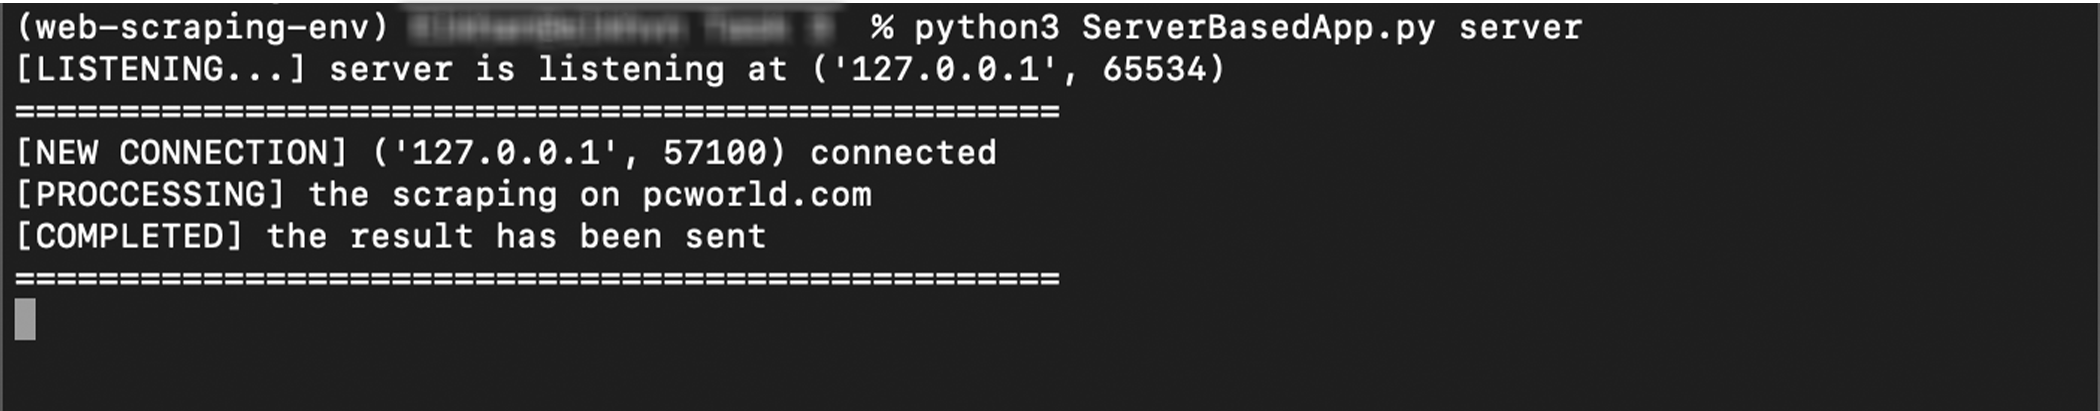 (web-scraping-env) % python3 ServerBasedApp.py server
[LISTENING...] server is listening at ('127.0.0.1', 65534)
==================================================
[NEW CONNECTION] ('127.0.0.1', 57100) connected
[PROCCESSING] the scraping on pcworld.com
[COMPLETED] the result has been sent
==================================================